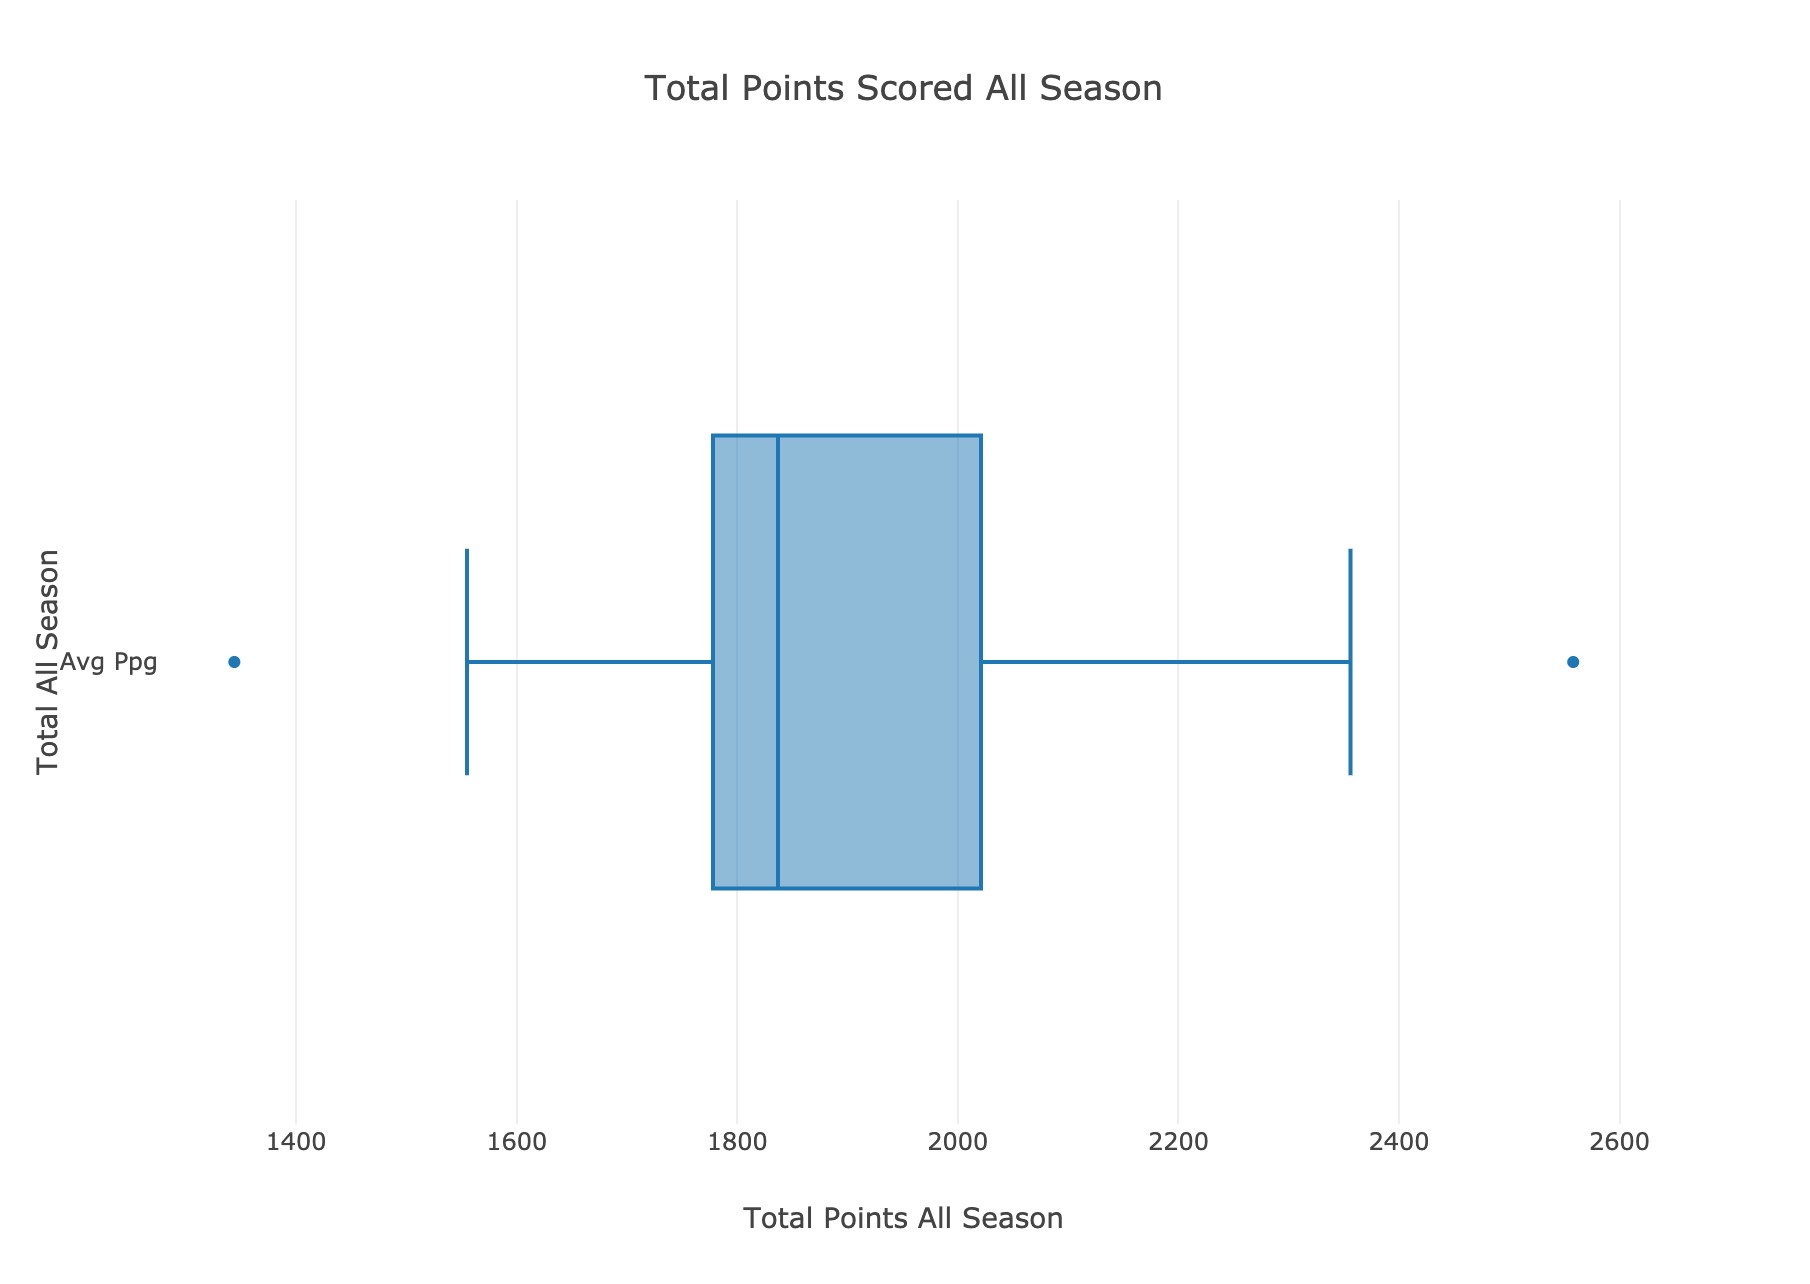 Total Points Scored All Season
Total All Season
Avg Ppg
1400 1600 1800 2000 2200 2400 2600
Total Points All Season